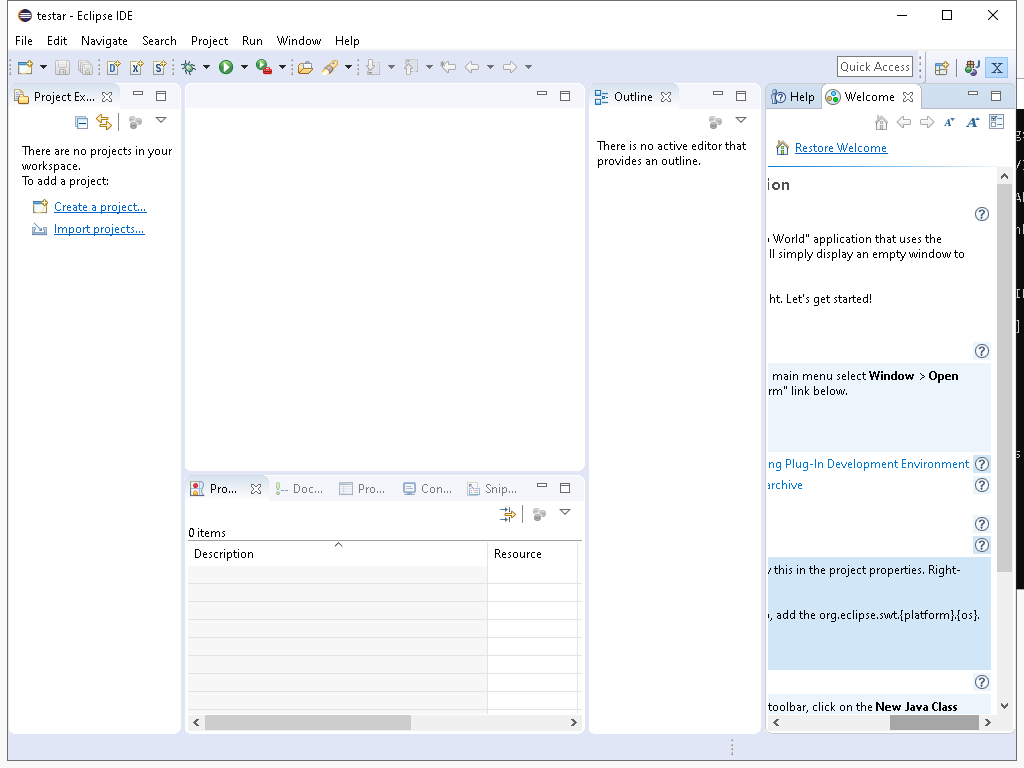 testar - Eclipse IDE
File Edit Navigate Search Project Run Window Help
Quick Access
Project Ex...
There are no projects in your
workspace.
To add a project:
Create a project...
Import projects...
Outline
There is no active editor that
provides an outline.
Help
Welcome
Restore Welcome
ion
World" application that uses the
ll simply display an empty window to
ht. Let's get started!
main menu select Window > Open
rm" link below.
ng Plug-In Development Environment
archive
this in the project properties. Right-
, add the org.eclipse.swt.{platform}.{os}.
toolbar, click on the New Java Class
Pro...
Doc...
Pro...
Con...
Snip...
0 items
Description
Resource